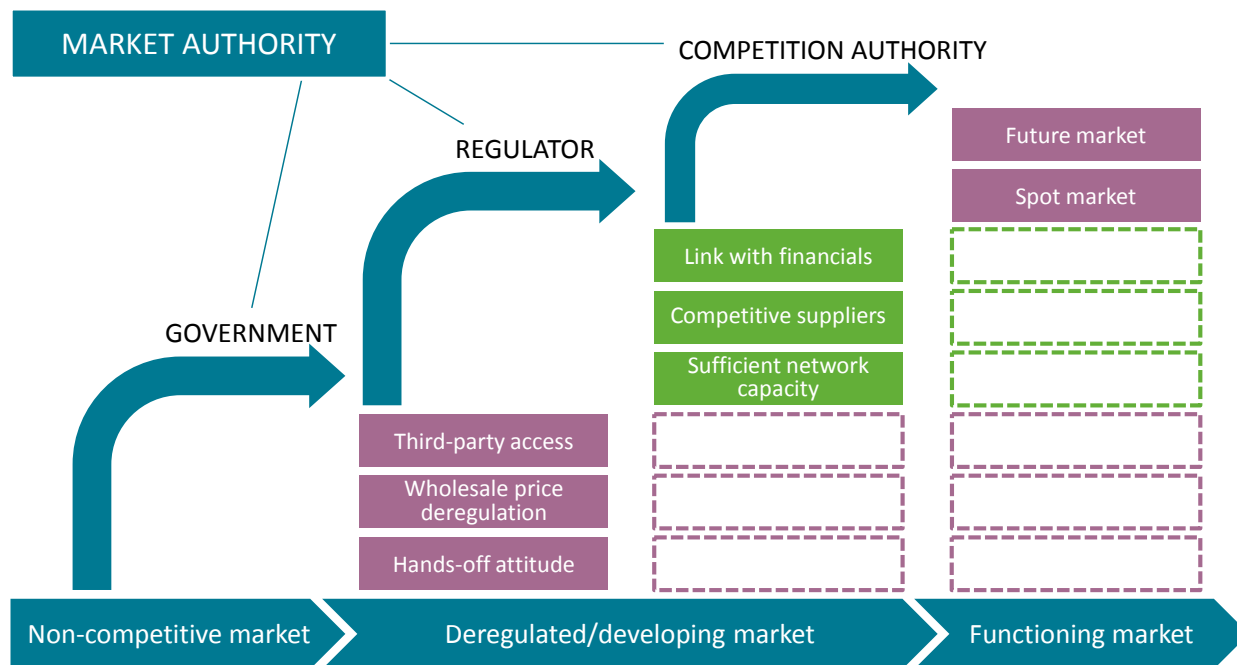 MARKET AUTHORITY
COMPETITION AUTHORITY
REGULATOR
GOVERNMENT
Future market
Spot market
Link with financials
Competitive suppliers
Sufficient network
capacity
Third-party access
Wholesale price
deregulation
Hands-off attitude
Non-competitive market
Deregulated/developing market
Functioning market